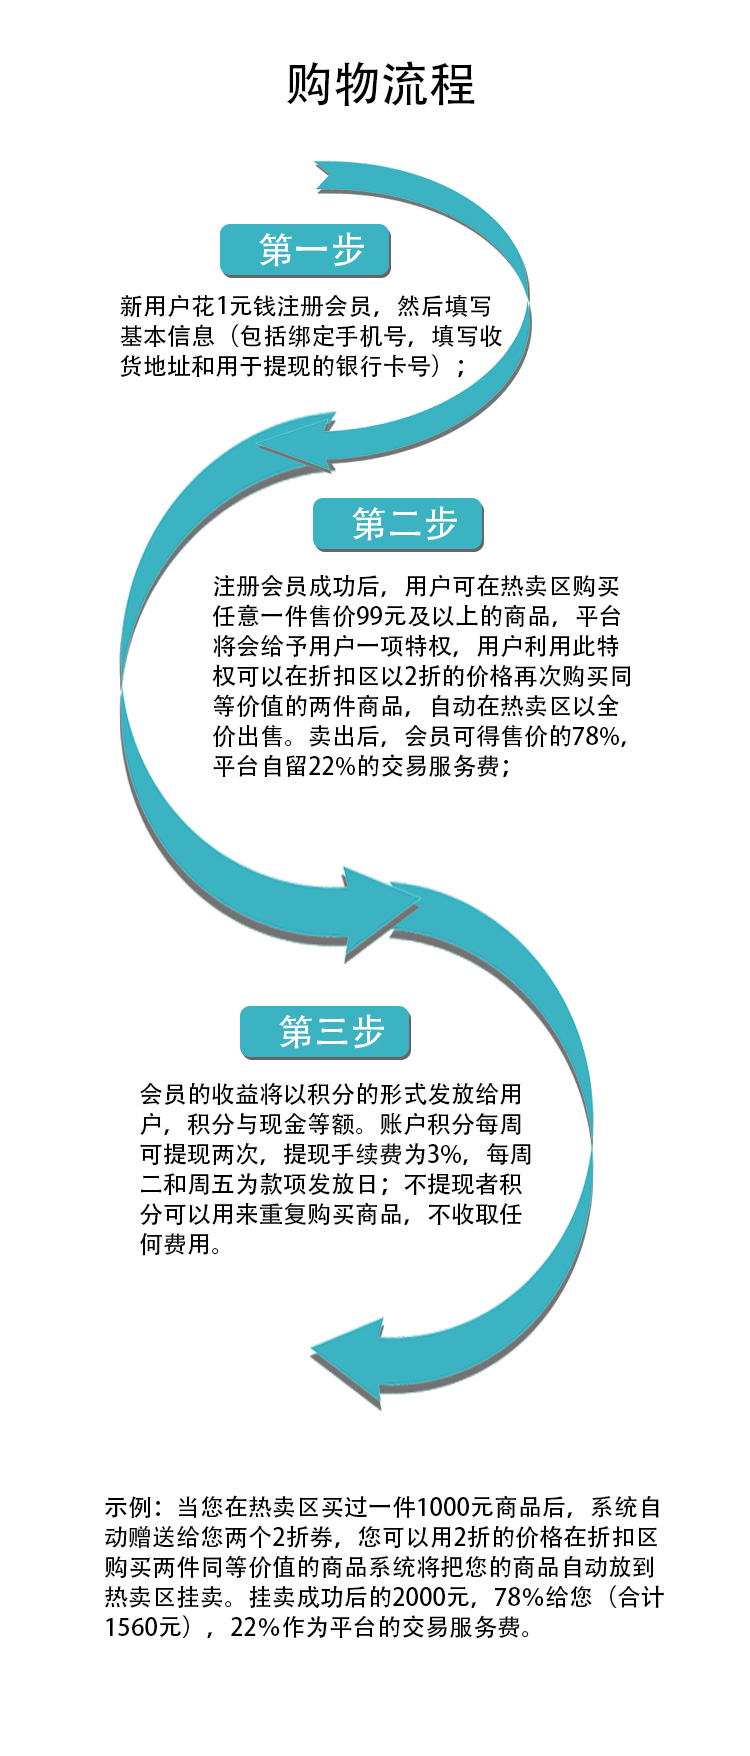 购物流程
第一步
新用户花1元钱注册会员，然后填写
基本信息（包括绑定手机号，填写收
货地址和用于提现的银行卡号）；
第二步
注册会员成功后，用户可在热卖区购买
任意一件售价99元及以上的商品，平台
将会给予用户一项特权，用户利用此特
权可以在折扣区以2折的价格再次购买同
等价值的两件商品，自动在热卖区以全
价出售。卖出后，会员可得售价的78%，
平台自留22%的交易服务费；
第三步
会员的收益将以积分的形式发放给用
户，积分与现金等额。账户积分每周
可提现两次，提现手续费为3%，每周
二和周五为款项发放日；不提现者积
分可以用来重复购买商品，不收取任
何费用。
示例：当您在热卖区买过一件1000元商品后，系统自
动赠送给您两个2折券，您可以用2折的价格在折扣区
购买两件同等价值的商品系统将把您的商品自动放到
热卖区挂卖。挂卖成功后的2000元，78%给您（合计
1560元），22%作为平台的交易服务费。